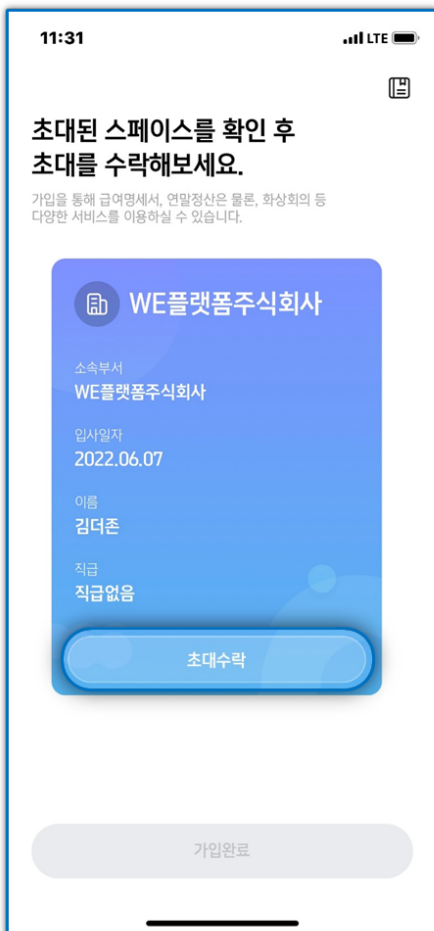 11:31
LTE
초대된 스페이스를 확인 후
초대를 수락해보세요.
가입을 통해 급여명세서, 연말정산은 물론, 화상회의 등
다양한 서비스를 이용하실 수 있습니다.
WE플랫폼주식회사
소속부서
WE플랫폼주식회사
입사일자
2022.06.07
이름
김더존
직급
직급없음
초대수락
가입완료